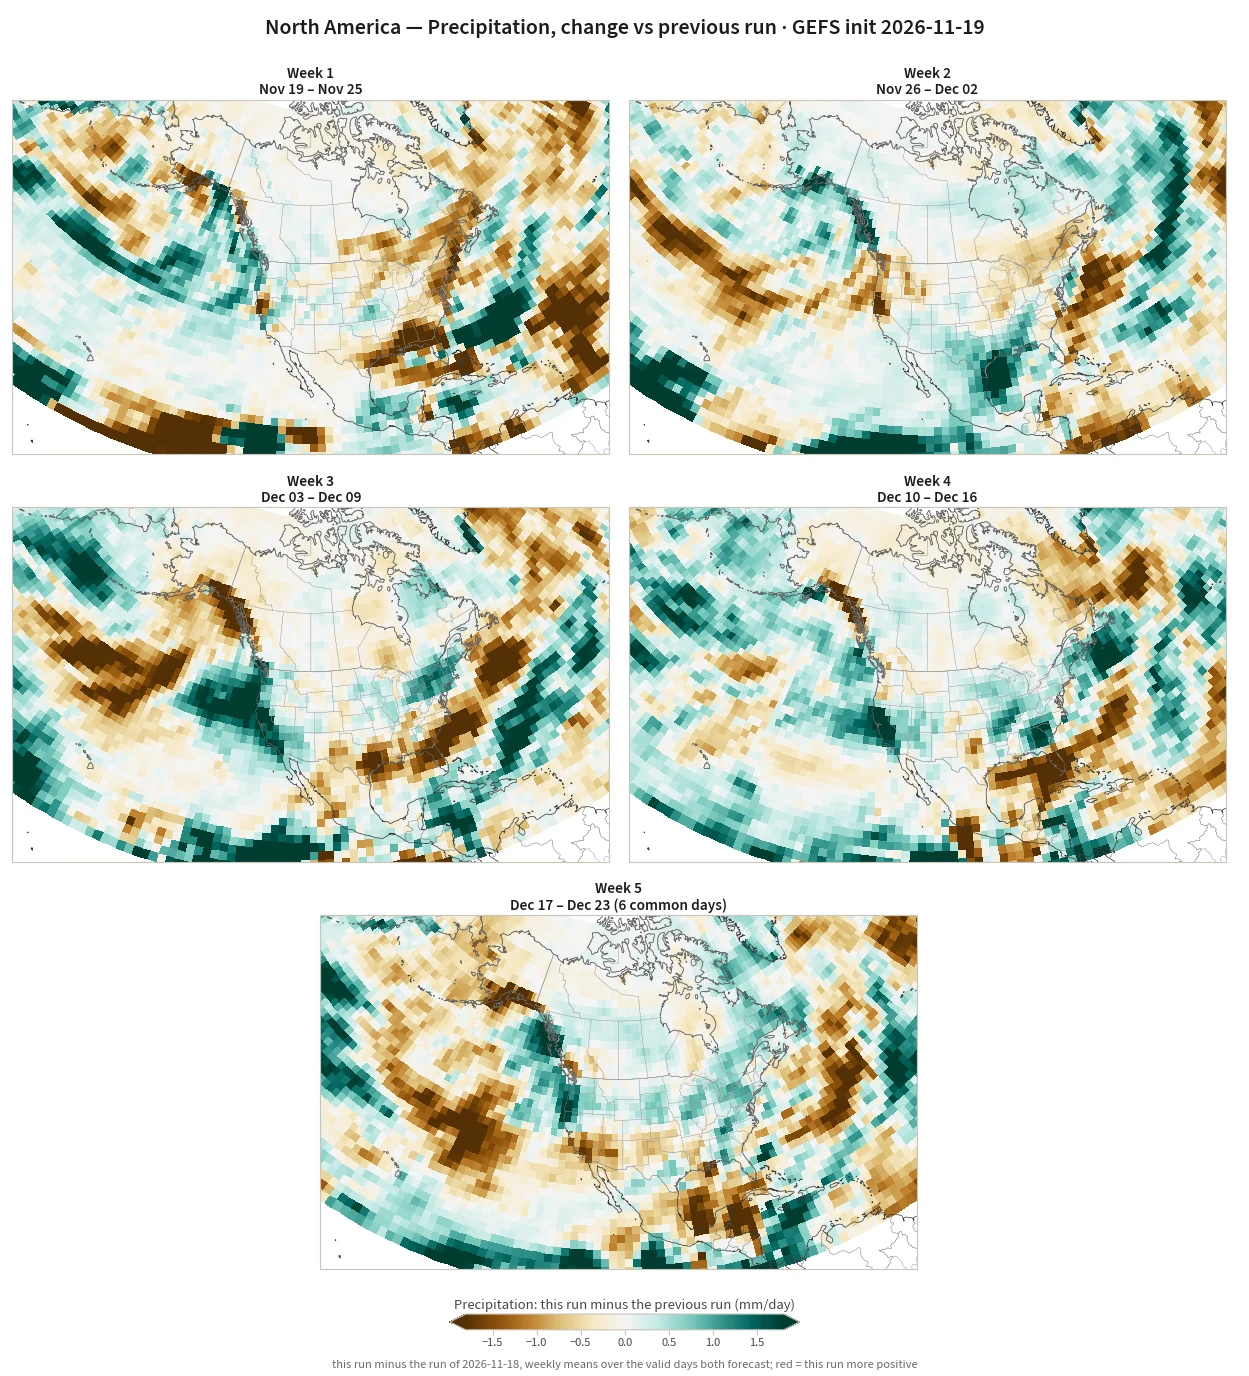 North America — Precipitation, change vs previous run · GEFS init 2026-11-19
Week 1
Nov 19 – Nov 25
Week 2
Nov 26 – Dec 02
Week 3
Dec 03 – Dec 09
Week 4
Dec 10 – Dec 16
Week 5
Dec 17 – Dec 23 (6 common days)
Precipitation: this run minus the previous run (mm/day)
−1.5 −1.0 −0.5 0.0 0.5 1.0 1.5
this run minus the run of 2026-11-18, weekly means over the valid days both forecast; red = this run more positive